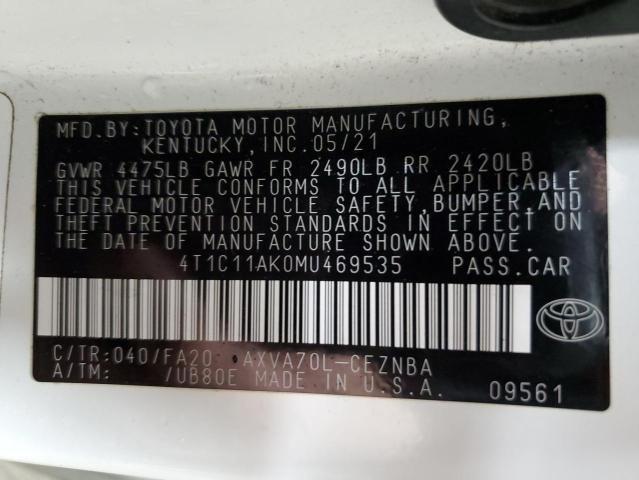 MFD.BY:TOYOTA MOTOR MANUFACTURING,
KENTUCKY,INC.05/21
GVWR 4475LB GAWR FR 2490LB RR 2420LB
THIS VEHICLE CONFORMS TO ALL APPLICABLE
FEDERAL MOTOR VEHICLE SAFETY,BUMPER,AND
THEFT PREVENTION STANDARDS IN EFFECT ON
THE DATE OF MANUFACTURE SHOWN ABOVE.
4T1C11AK0MU469535 PASS.CAR
C/TR:040/FA20 AXVA70L-CEZNBA
A/TM: /UB80E MADE IN U.S.A. 09561